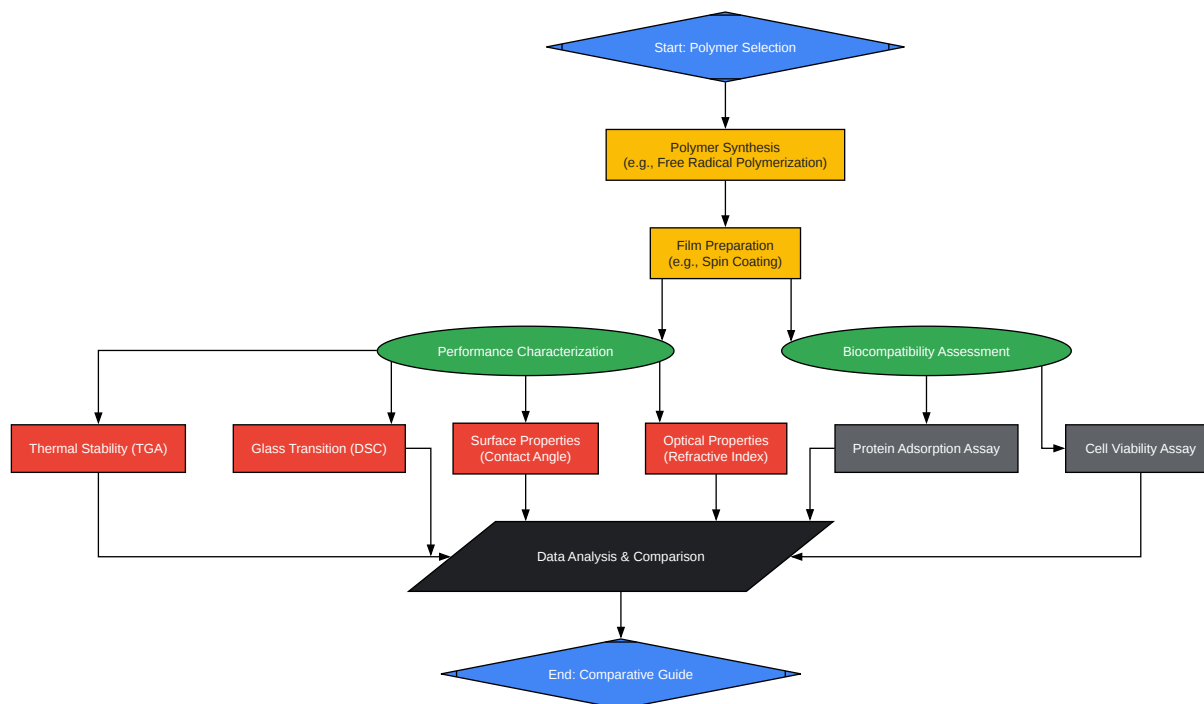 Start: Polymer Selection
Polymer Synthesis
(e.g., Free Radical Polymerization)
Film Preparation
(e.g., Spin Coating)
Performance Characterization
Biocompatibility Assessment
Thermal Stability (TGA)
Glass Transition (DSC)
Surface Properties
(Contact Angle)
Optical Properties
(Refractive Index)
Protein Adsorption Assay
Cell Viability Assay
Data Analysis & Comparison
End: Comparative Guide